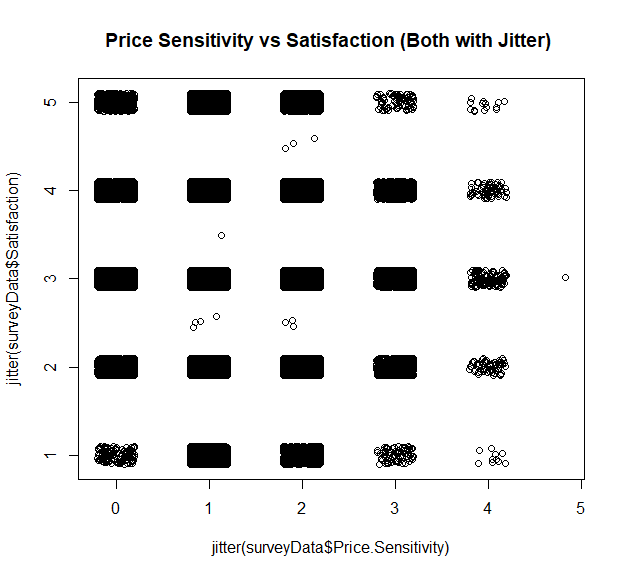 Price Sensitivity vs Satisfaction (Both with Jitter)
jitter(surveyData$Satisfaction)
5
4
3
2
1
0 1 2 3 4 5
jitter(surveyData$Price.Sensitivity)